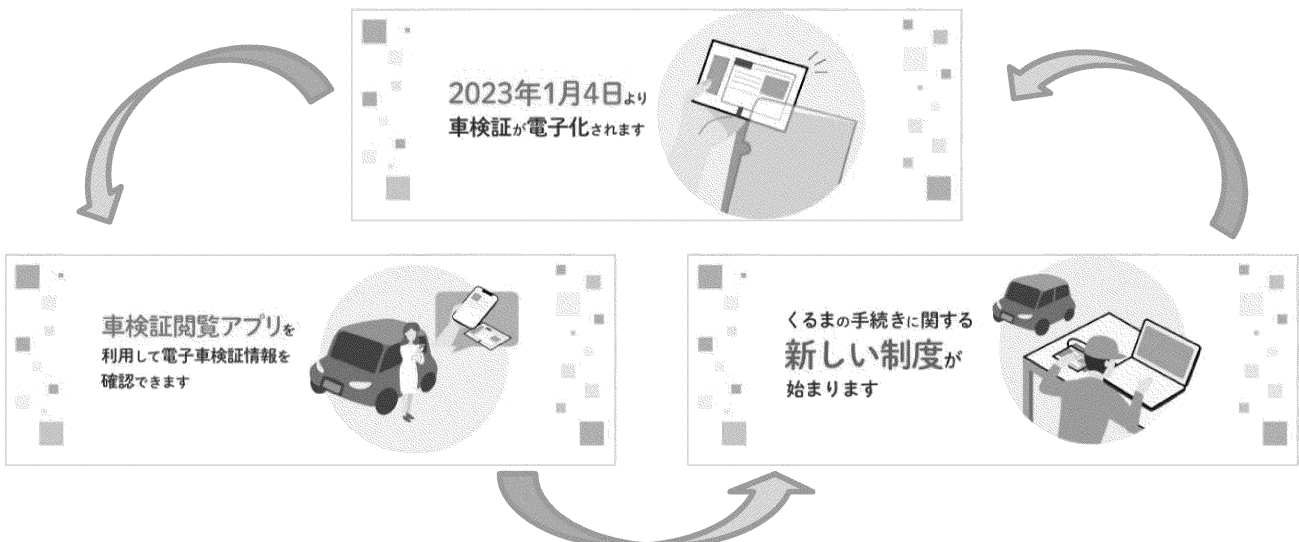 2023年1月4日より
車検証が電子化されます
車検証閲覧アプリを
利用して電子車検証情報を
確認できます
くるまの手続きに関する
新しい制度が
始まります